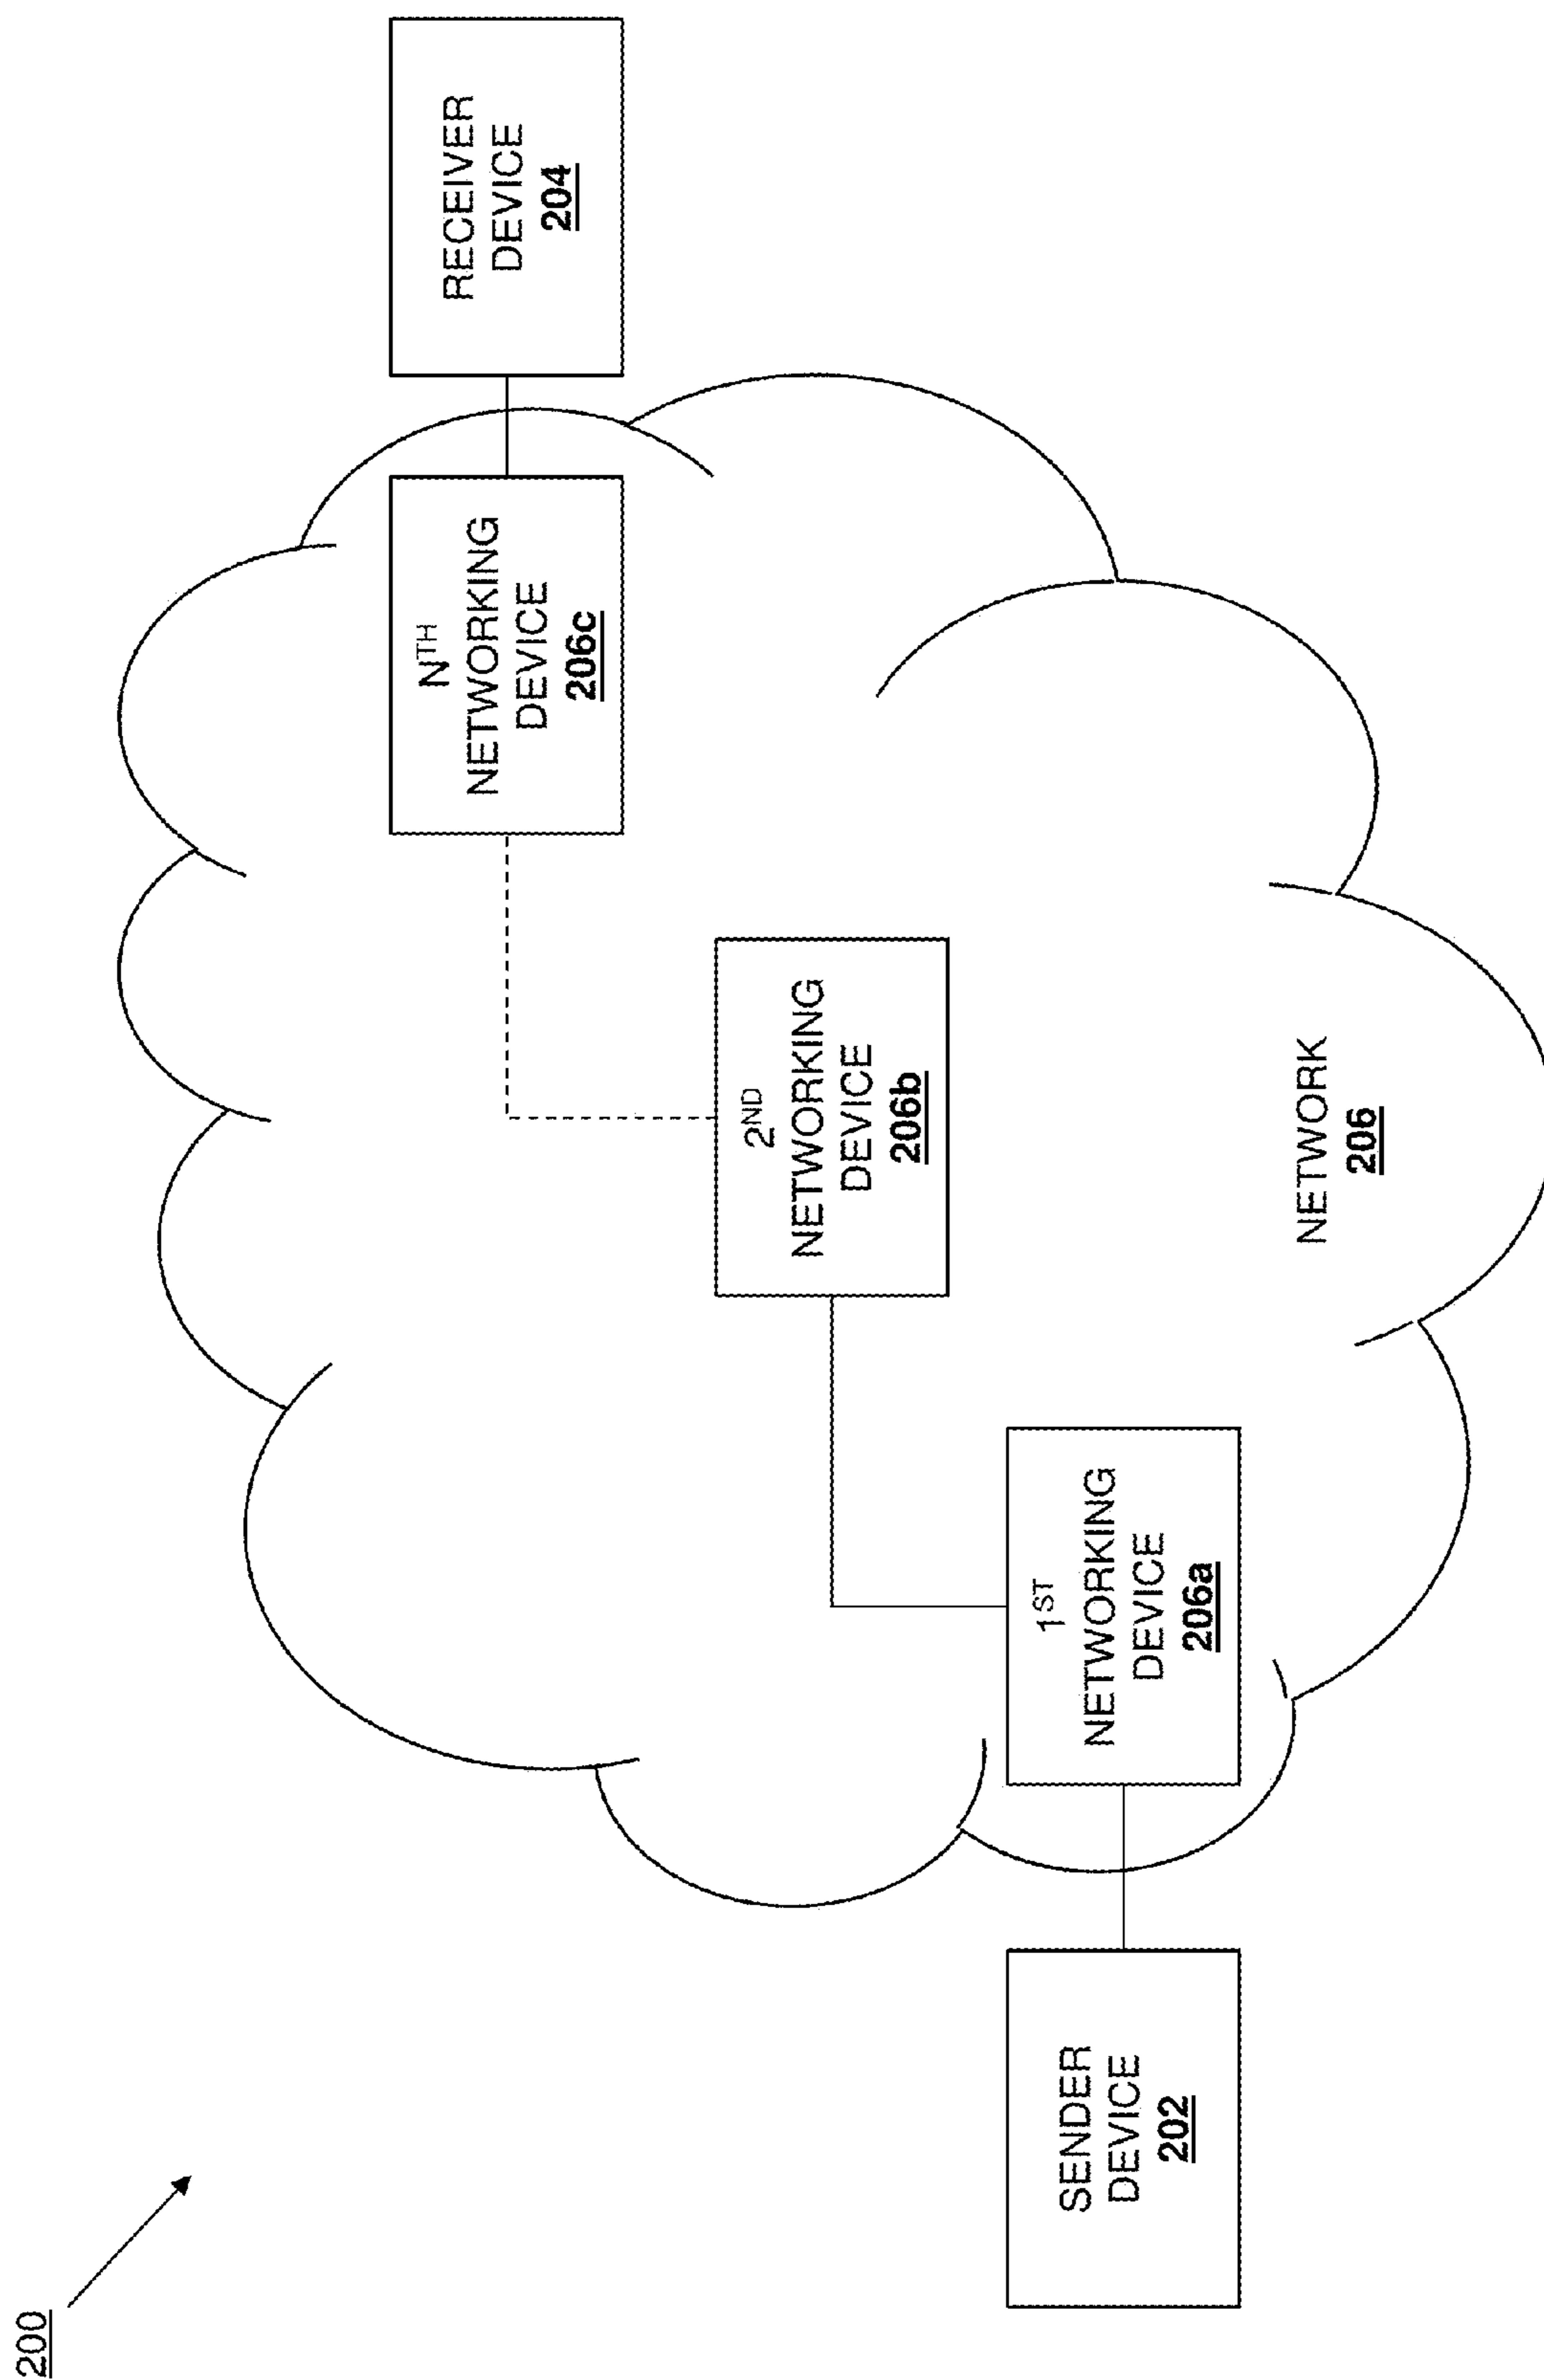 200
SENDER
DEVICE
202
1ST
NETWORKING
DEVICE
206a
2ND
NETWORKING
DEVICE
206b
NTH
NETWORKING
DEVICE
206c
RECEIVER
DEVICE
204
NETWORK
206